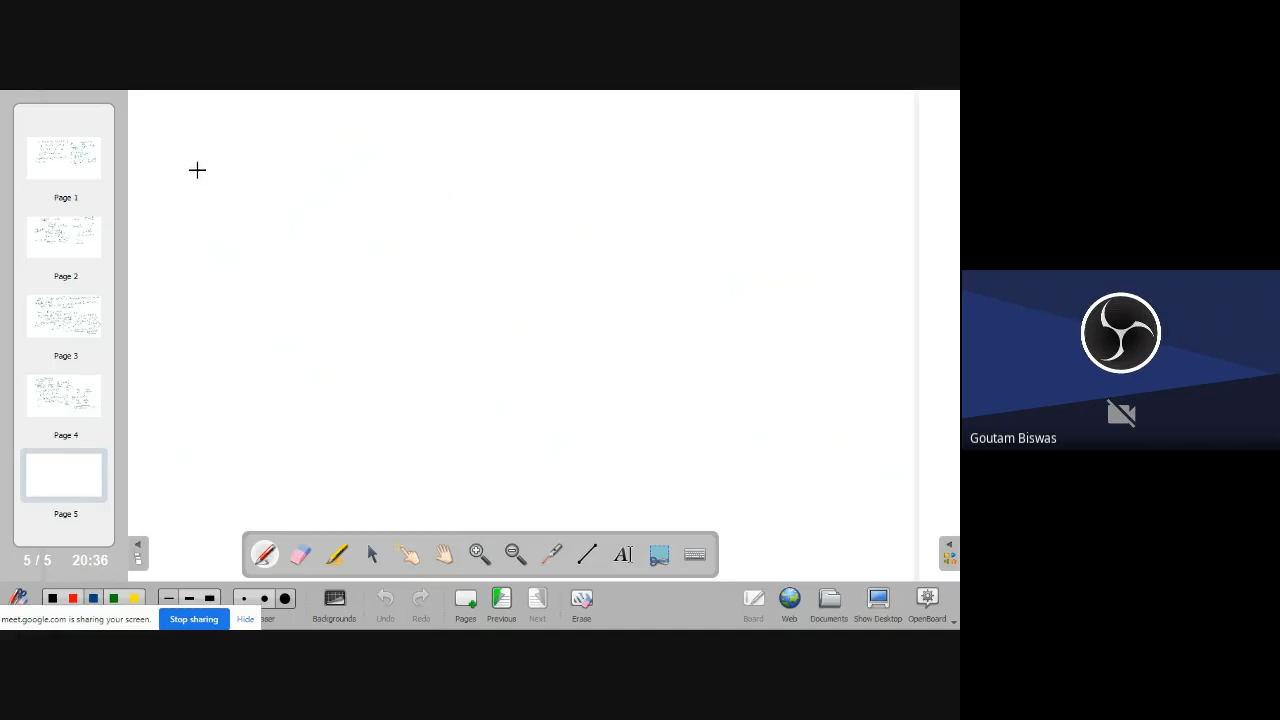 Page 1
Page 2
Page 3
Page 4
Page 5
5 / 5 20:36
Goutam Biswas
AI
Backgrounds
Undo
Redo
Pages
Previous
Next
Erase
Board
Web
Documents
Show Desktop
OpenBoard
meet.google.com is sharing your screen.
Stop sharing
Hide